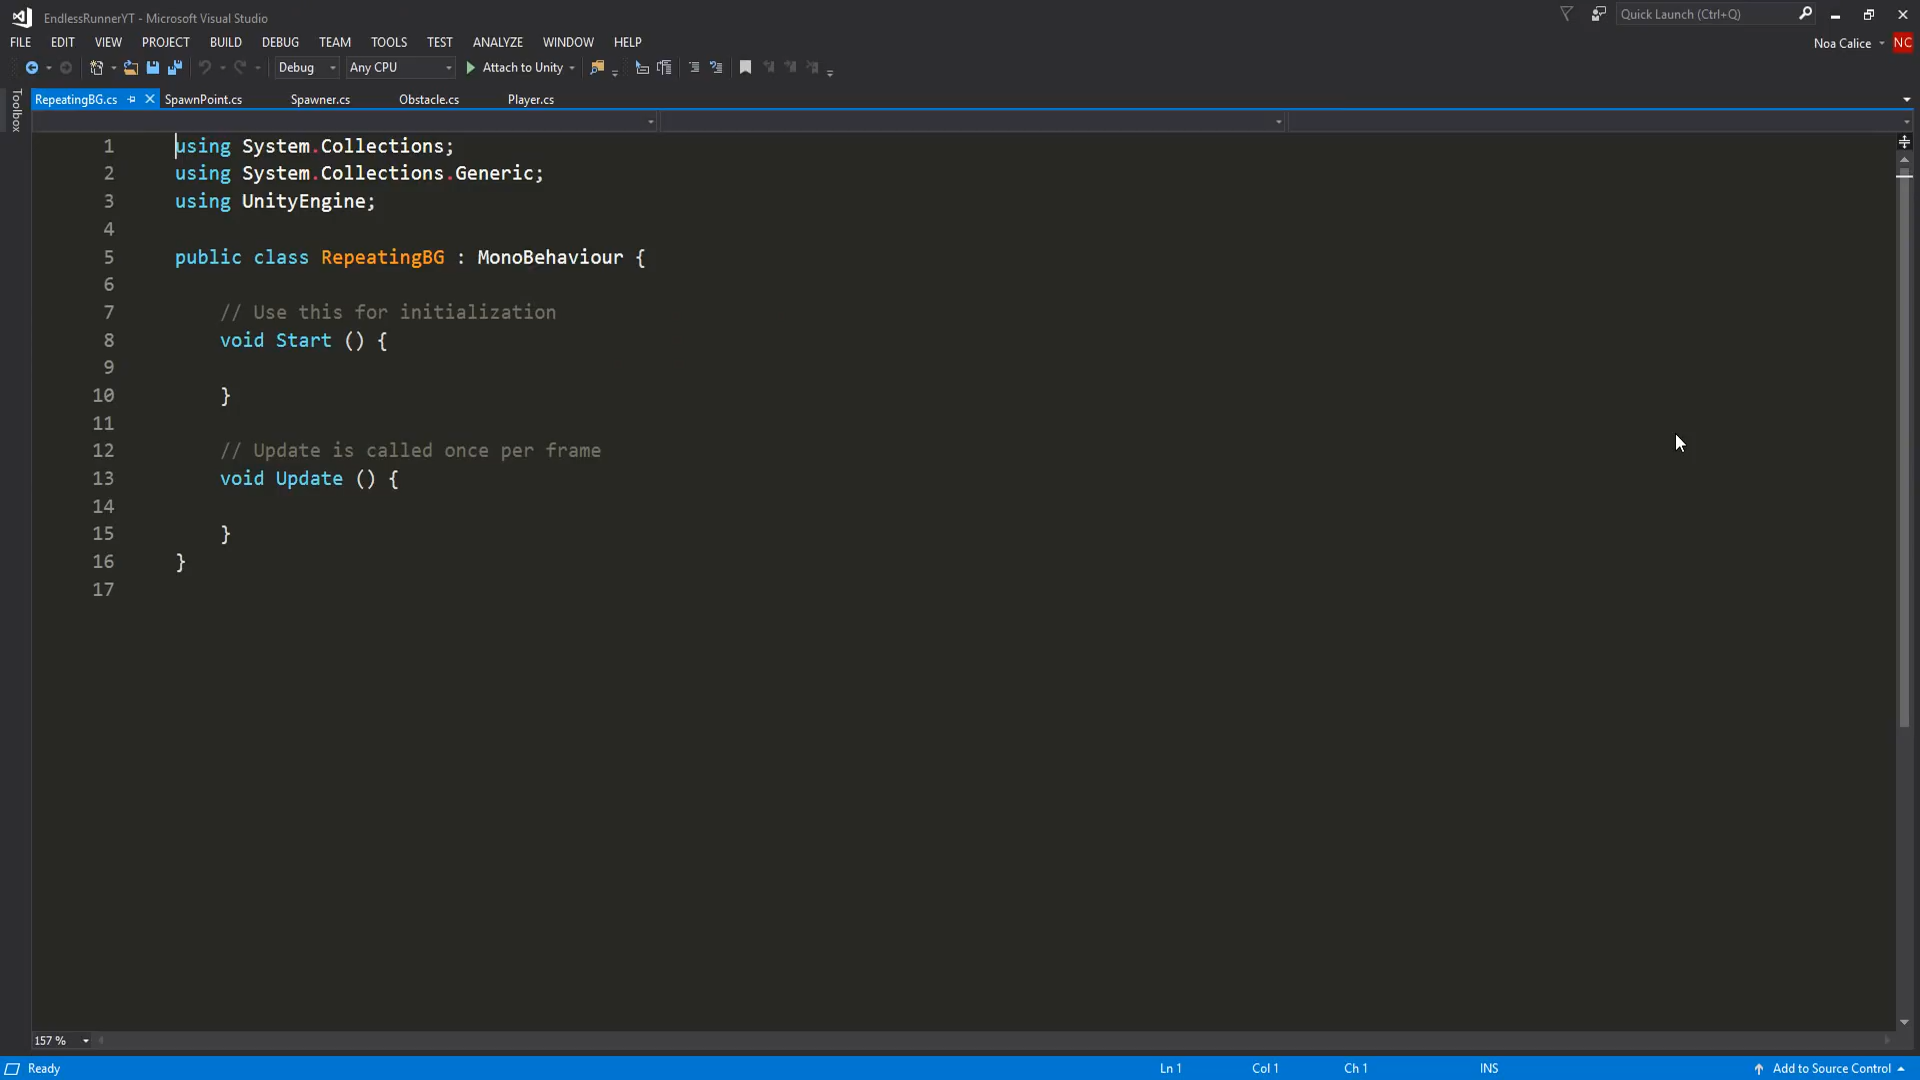 EndlessRunnerYT - Microsoft Visual Studio
Quick Launch (Ctrl+Q)
FILE EDIT VIEW PROJECT BUILD DEBUG TEAM TOOLS TEST ANALYZE WINDOW HELP
Noa Calice NC
Debug Any CPU Attach to Unity
Toolbox
RepeatingBG.cs SpawnPoint.cs Spawner.cs Obstacle.cs Player.cs
1 using System.Collections;
2 using System.Collections.Generic;
3 using UnityEngine;
4
5 public class RepeatingBG : MonoBehaviour {
6
7 // Use this for initialization
8 void Start () {
9
10 }
11
12 // Update is called once per frame
13 void Update () {
14
15 }
16 }
17
157 %
Ready Ln 1 Col 1 Ch 1 INS Add to Source Control